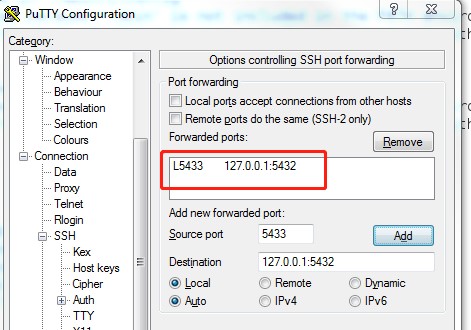 PuTTY Configuration
Category:
Window
Appearance
Behaviour
Translation
Selection
Colours
Connection
Data
Proxy
Telnet
Rlogin
SSH
Kex
Host keys
Cipher
Auth
TTY
X11
Options controlling SSH port forwarding
Port forwarding
Local ports accept connections from other hosts
Remote ports do the same (SSH-2 only)
Forwarded ports:
Remove
L5433 127.0.0.1:5432
Add new forwarded port:
Source port 5433 Add
Destination 127.0.0.1:5432
Local Remote Dynamic
Auto IPv4 IPv6